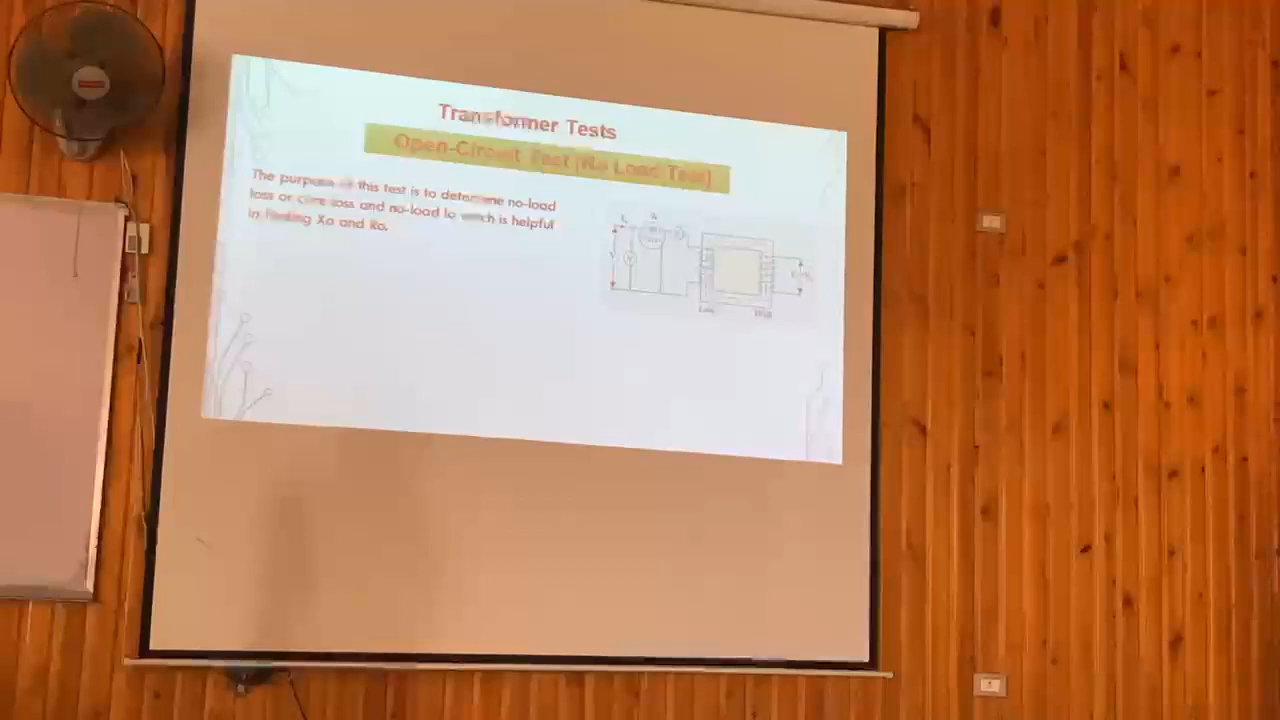 Transformer Tests
Open-Circuit Test (No Load Test)
The purpose of this test is to determine no-load
loss or core loss and no-load Io which is helpful
in finding Xo and Ro.
V
W
A
V